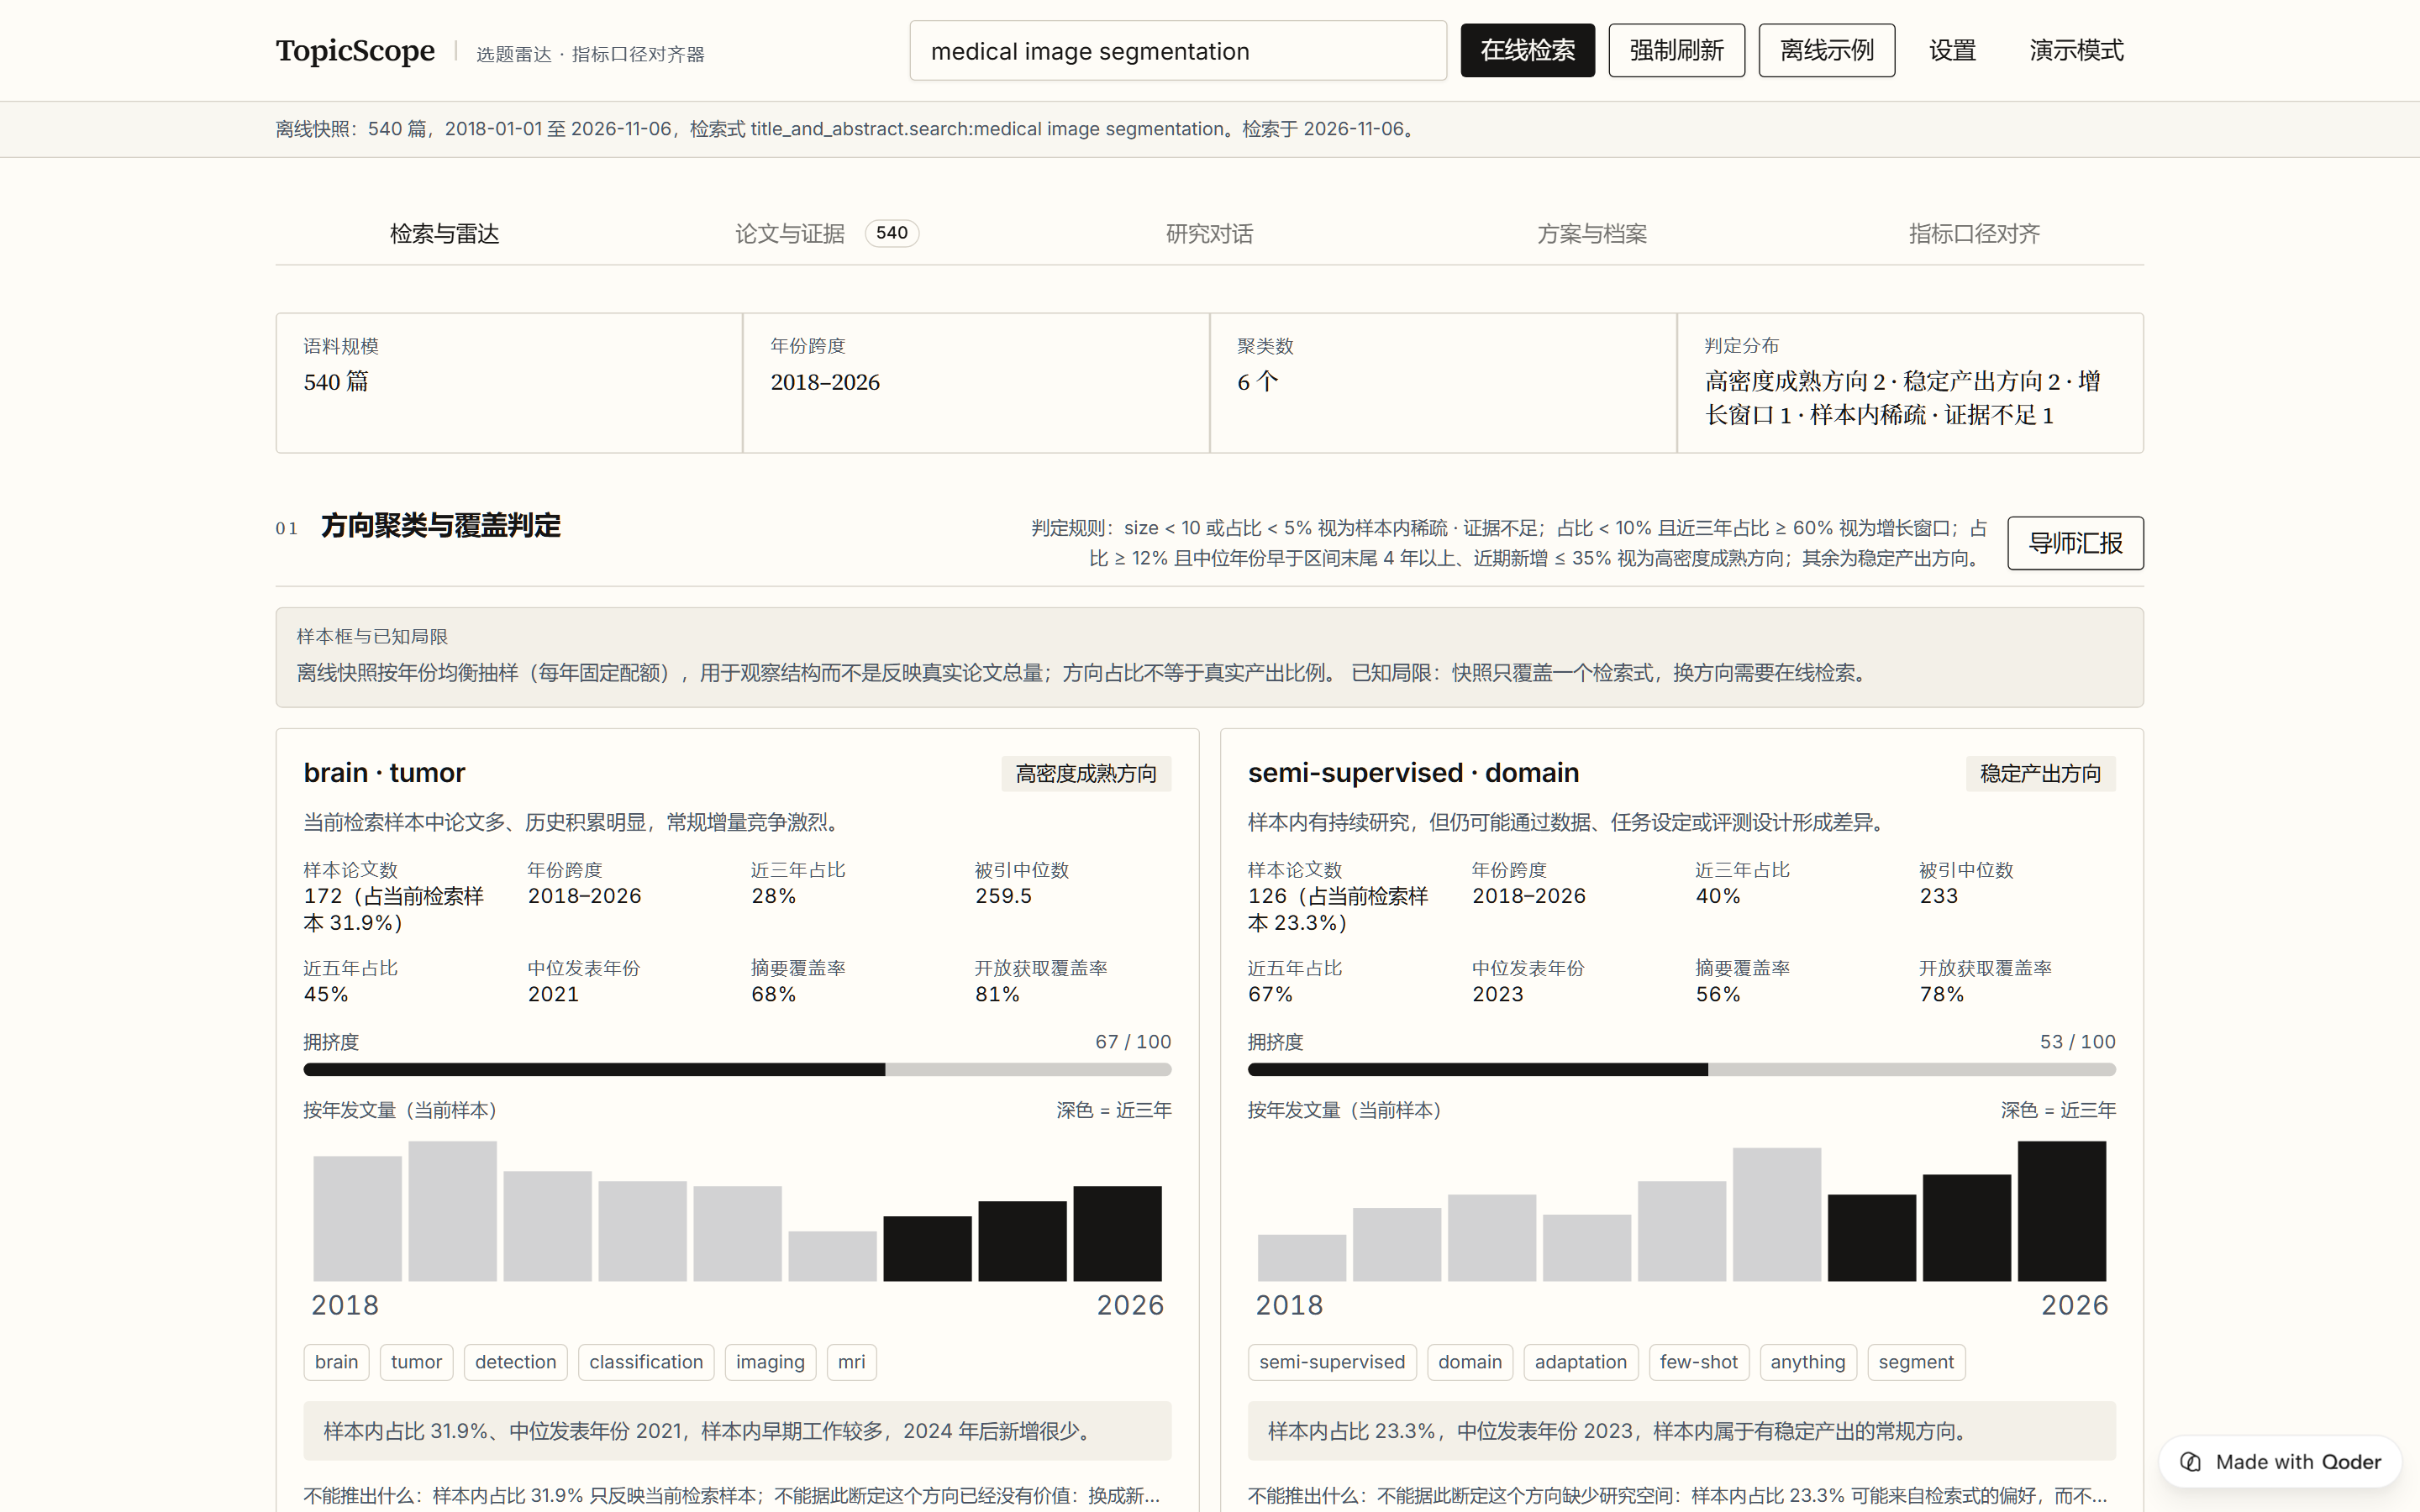 TopicScope
选题雷达 · 指标口径对齐器
medical image segmentation
在线检索
强制刷新
离线示例
设置
演示模式
离线快照：540 篇，2018-01-01 至 2026-11-06，检索式 title_and_abstract.search:medical image segmentation。检索于 2026-11-06。
检索与雷达
论文与证据 540
研究对话
方案与档案
指标口径对齐
语料规模
540 篇
年份跨度
2018–2026
聚类数
6 个
判定分布
高密度成熟方向 2 · 稳定产出方向 2 · 增
长窗口 1 · 样本内稀疏 · 证据不足 1
01 方向聚类与覆盖判定
判定规则：size < 10 或占比 < 5% 视为样本内稀疏 · 证据不足；占比 < 10% 且近三年占比 ≥ 60% 视为增长窗口；占
比 ≥ 12% 且中位年份早于区间末尾 4 年以上、近期新增 ≤ 35% 视为高密度成熟方向；其余为稳定产出方向。
导师汇报
样本框与已知局限
离线快照按年份均衡抽样（每年固定配额），用于观察结构而不是反映真实论文总量；方向占比不等于真实产出比例。 已知局限：快照只覆盖一个检索式，换方向需要在线检索。
brain · tumor
高密度成熟方向
当前检索样本中论文多、历史积累明显，常规增量竞争激烈。
样本论文数
172（占当前检索样
本 31.9%）
年份跨度
2018–2026
近三年占比
28%
被引中位数
259.5
近五年占比
45%
中位发表年份
2021
摘要覆盖率
68%
开放获取覆盖率
81%
拥挤度
67 / 100
按年发文量（当前样本）
深色 = 近三年
2018
2026
brain
tumor
detection
classification
imaging
mri
样本内占比 31.9%、中位发表年份 2021，样本内早期工作较多，2024 年后新增很少。
不能推出什么：样本内占比 31.9% 只反映当前检索样本；不能据此断定这个方向已经没有价值：换成新…
semi-supervised · domain
稳定产出方向
样本内有持续研究，但仍可能通过数据、任务设定或评测设计形成差异。
样本论文数
126（占当前检索样
本 23.3%）
年份跨度
2018–2026
近三年占比
40%
被引中位数
233
近五年占比
67%
中位发表年份
2023
摘要覆盖率
56%
开放获取覆盖率
78%
拥挤度
53 / 100
按年发文量（当前样本）
深色 = 近三年
2018
2026
semi-supervised
domain
adaptation
few-shot
anything
segment
样本内占比 23.3%，中位发表年份 2023，样本内属于有稳定产出的常规方向。
不能推出什么：不能据此断定这个方向缺少研究空间：样本内占比 23.3% 可能来自检索式的偏好，而不…
Made with Qoder